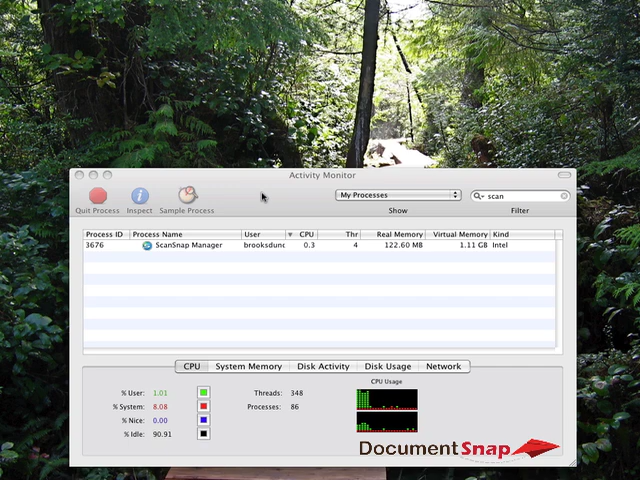 Activity Monitor
Quit Process Inspect Sample Process
My Processes
Show
scan
Filter
Process ID Process Name User CPU Thr Real Memory Virtual Memory Kind
3676 ScanSnap Manager brooksdunc 0.3 4 122.60 MB 1.11 GB Intel
CPU System Memory Disk Activity Disk Usage Network
% User: 1.01
% System: 8.08
% Nice: 0.00
% Idle: 90.91
Threads: 348
Processes: 86
CPU Usage
DocumentSnap